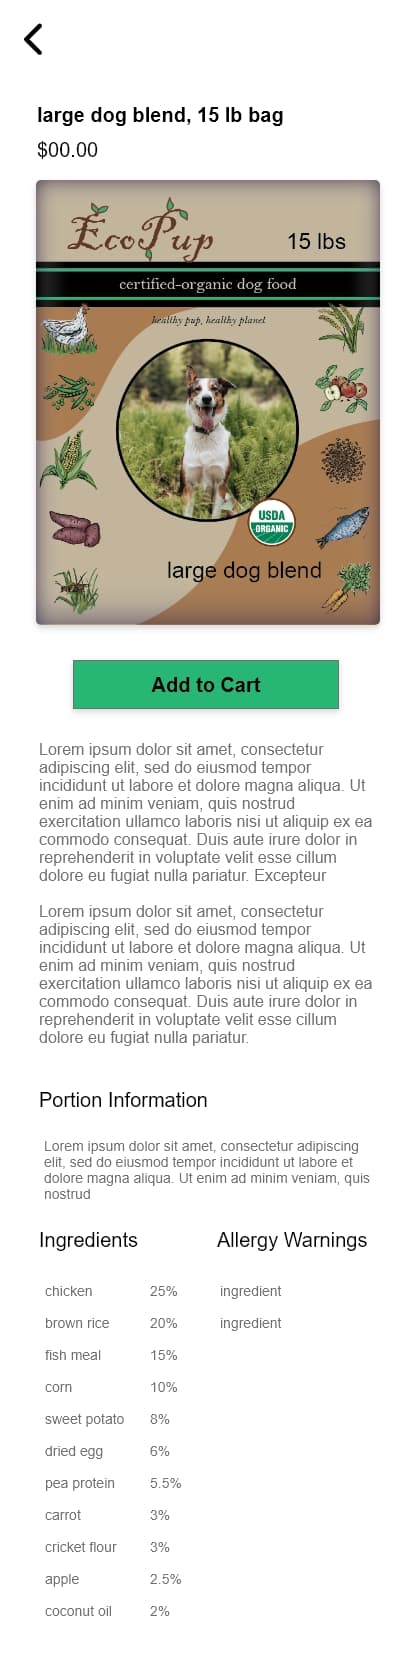 large dog blend, 15 lb bag
$00.00
EcoPup
15 lbs
certified-organic dog food
healthy pup, healthy planet
USDA
ORGANIC
large dog blend
Add to Cart
Lorem ipsum dolor sit amet, consectetur
adipiscing elit, sed do eiusmod tempor
incididunt ut labore et dolore magna aliqua. Ut
enim ad minim veniam, quis nostrud
exercitation ullamco laboris nisi ut aliquip ex ea
commodo consequat. Duis aute irure dolor in
reprehenderit in voluptate velit esse cillum
dolore eu fugiat nulla pariatur. Excepteur
Lorem ipsum dolor sit amet, consectetur
adipiscing elit, sed do eiusmod tempor
incididunt ut labore et dolore magna aliqua. Ut
enim ad minim veniam, quis nostrud
exercitation ullamco laboris nisi ut aliquip ex ea
commodo consequat. Duis aute irure dolor in
reprehenderit in voluptate velit esse cillum
dolore eu fugiat nulla pariatur.
Portion Information
Lorem ipsum dolor sit amet, consectetur adipiscing
elit, sed do eiusmod tempor incididunt ut labore et
dolore magna aliqua. Ut enim ad minim veniam, quis
nostrud
Ingredients
chicken 25%
brown rice 20%
fish meal 15%
corn 10%
sweet potato 8%
dried egg 6%
pea protein 5.5%
carrot 3%
cricket flour 3%
apple 2.5%
coconut oil 2%
Allergy Warnings
ingredient
ingredient